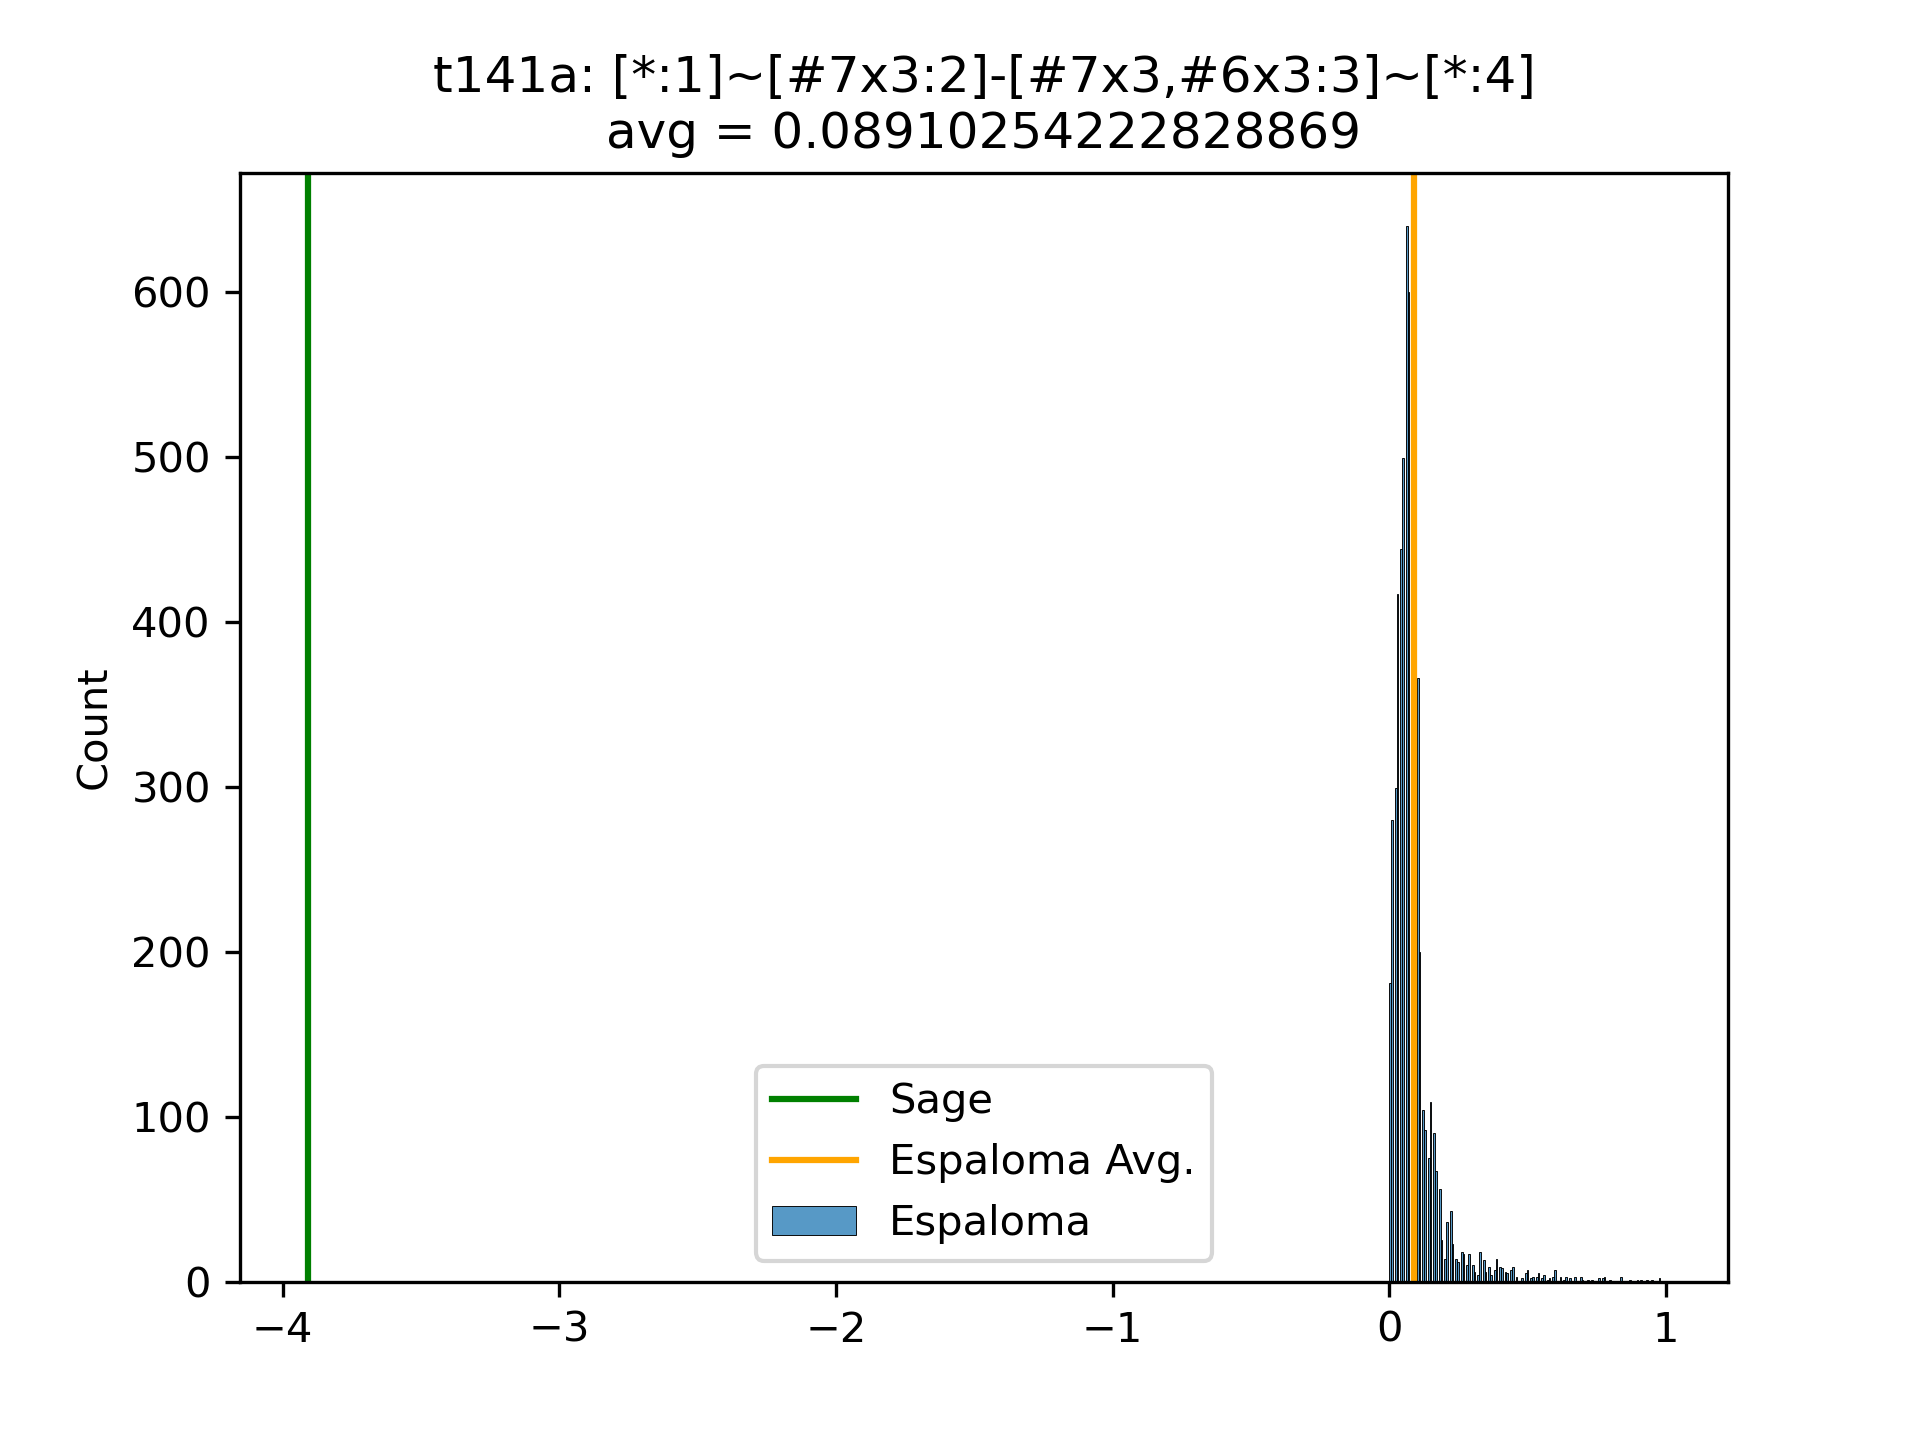 t141a: [*:1]~[#7x3:2]-[#7x3,#6x3:3]~[*:4]
avg = 0.08910254222828869
600
500
400
300
200
100
0
Count
Sage
Espaloma Avg.
Espaloma
−4
−3
−2
−1
0
1